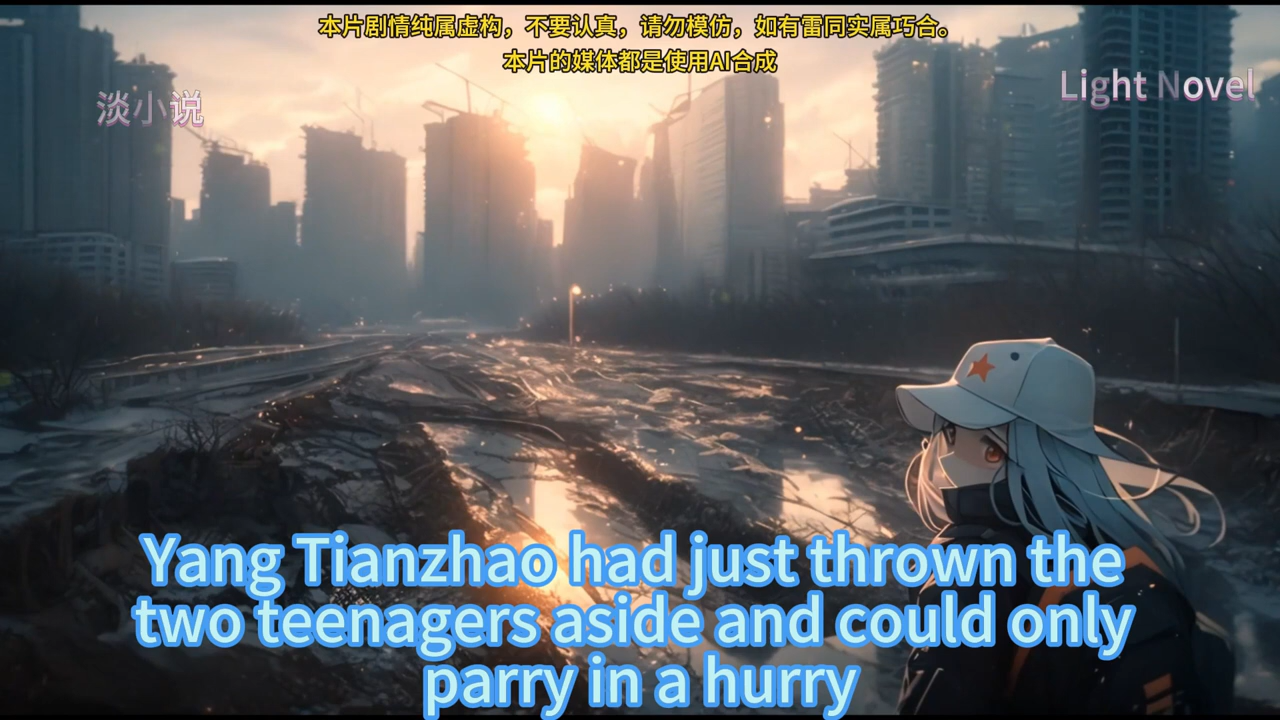 本片剧情纯属虚构，不要认真，请勿模仿，如有雷同实属巧合。
本片的媒体都是使用AI合成
淡小说
Light Novel
Yang Tianzhao had just thrown the
two teenagers aside and could only
parry in a hurry